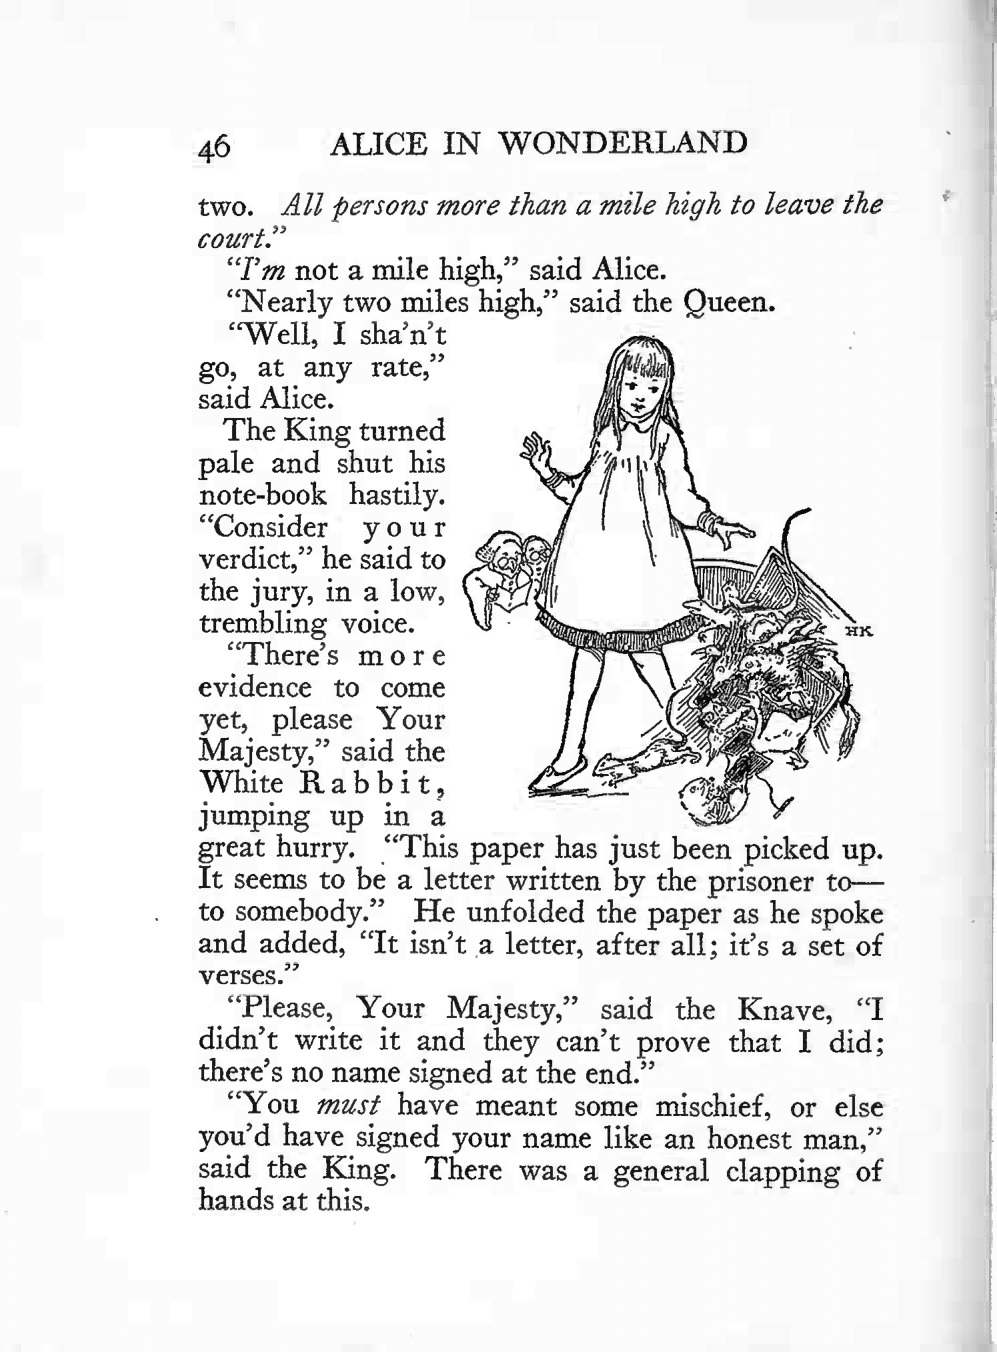 46 ALICE IN WONDERLAND
two. All persons more than a mile high to leave the
court.”
“I’m not a mile high,” said Alice.
“Nearly two miles high,” said the Queen.
“Well, I sha’n’t
go, at any rate,”
said Alice.
The King turned
pale and shut his
note-book hastily.
“Consider your
verdict,” he said to
the jury, in a low,
trembling voice.
“There’s more
evidence to come
yet, please Your
Majesty,” said the
White Rabbit,
jumping up in a
great hurry. “This paper has just been picked up.
It seems to be a letter written by the prisoner to—
to somebody.” He unfolded the paper as he spoke
and added, “It isn’t a letter, after all; it’s a set of
verses.”
“Please, Your Majesty,” said the Knave, “I
didn’t write it and they can’t prove that I did;
there’s no name signed at the end.”
“You must have meant some mischief, or else
you’d have signed your name like an honest man,”
said the King. There was a general clapping of
hands at this.
HK